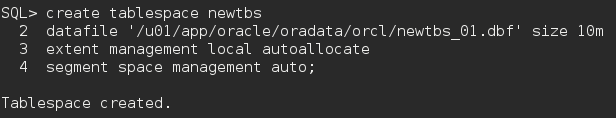 SQL> create tablespace newtbs
2 datafile '/u01/app/oracle/oradata/orcl/newtbs_01.dbf' size 10m
3 extent management local autoallocate
4 segment space management auto;
Tablespace created.